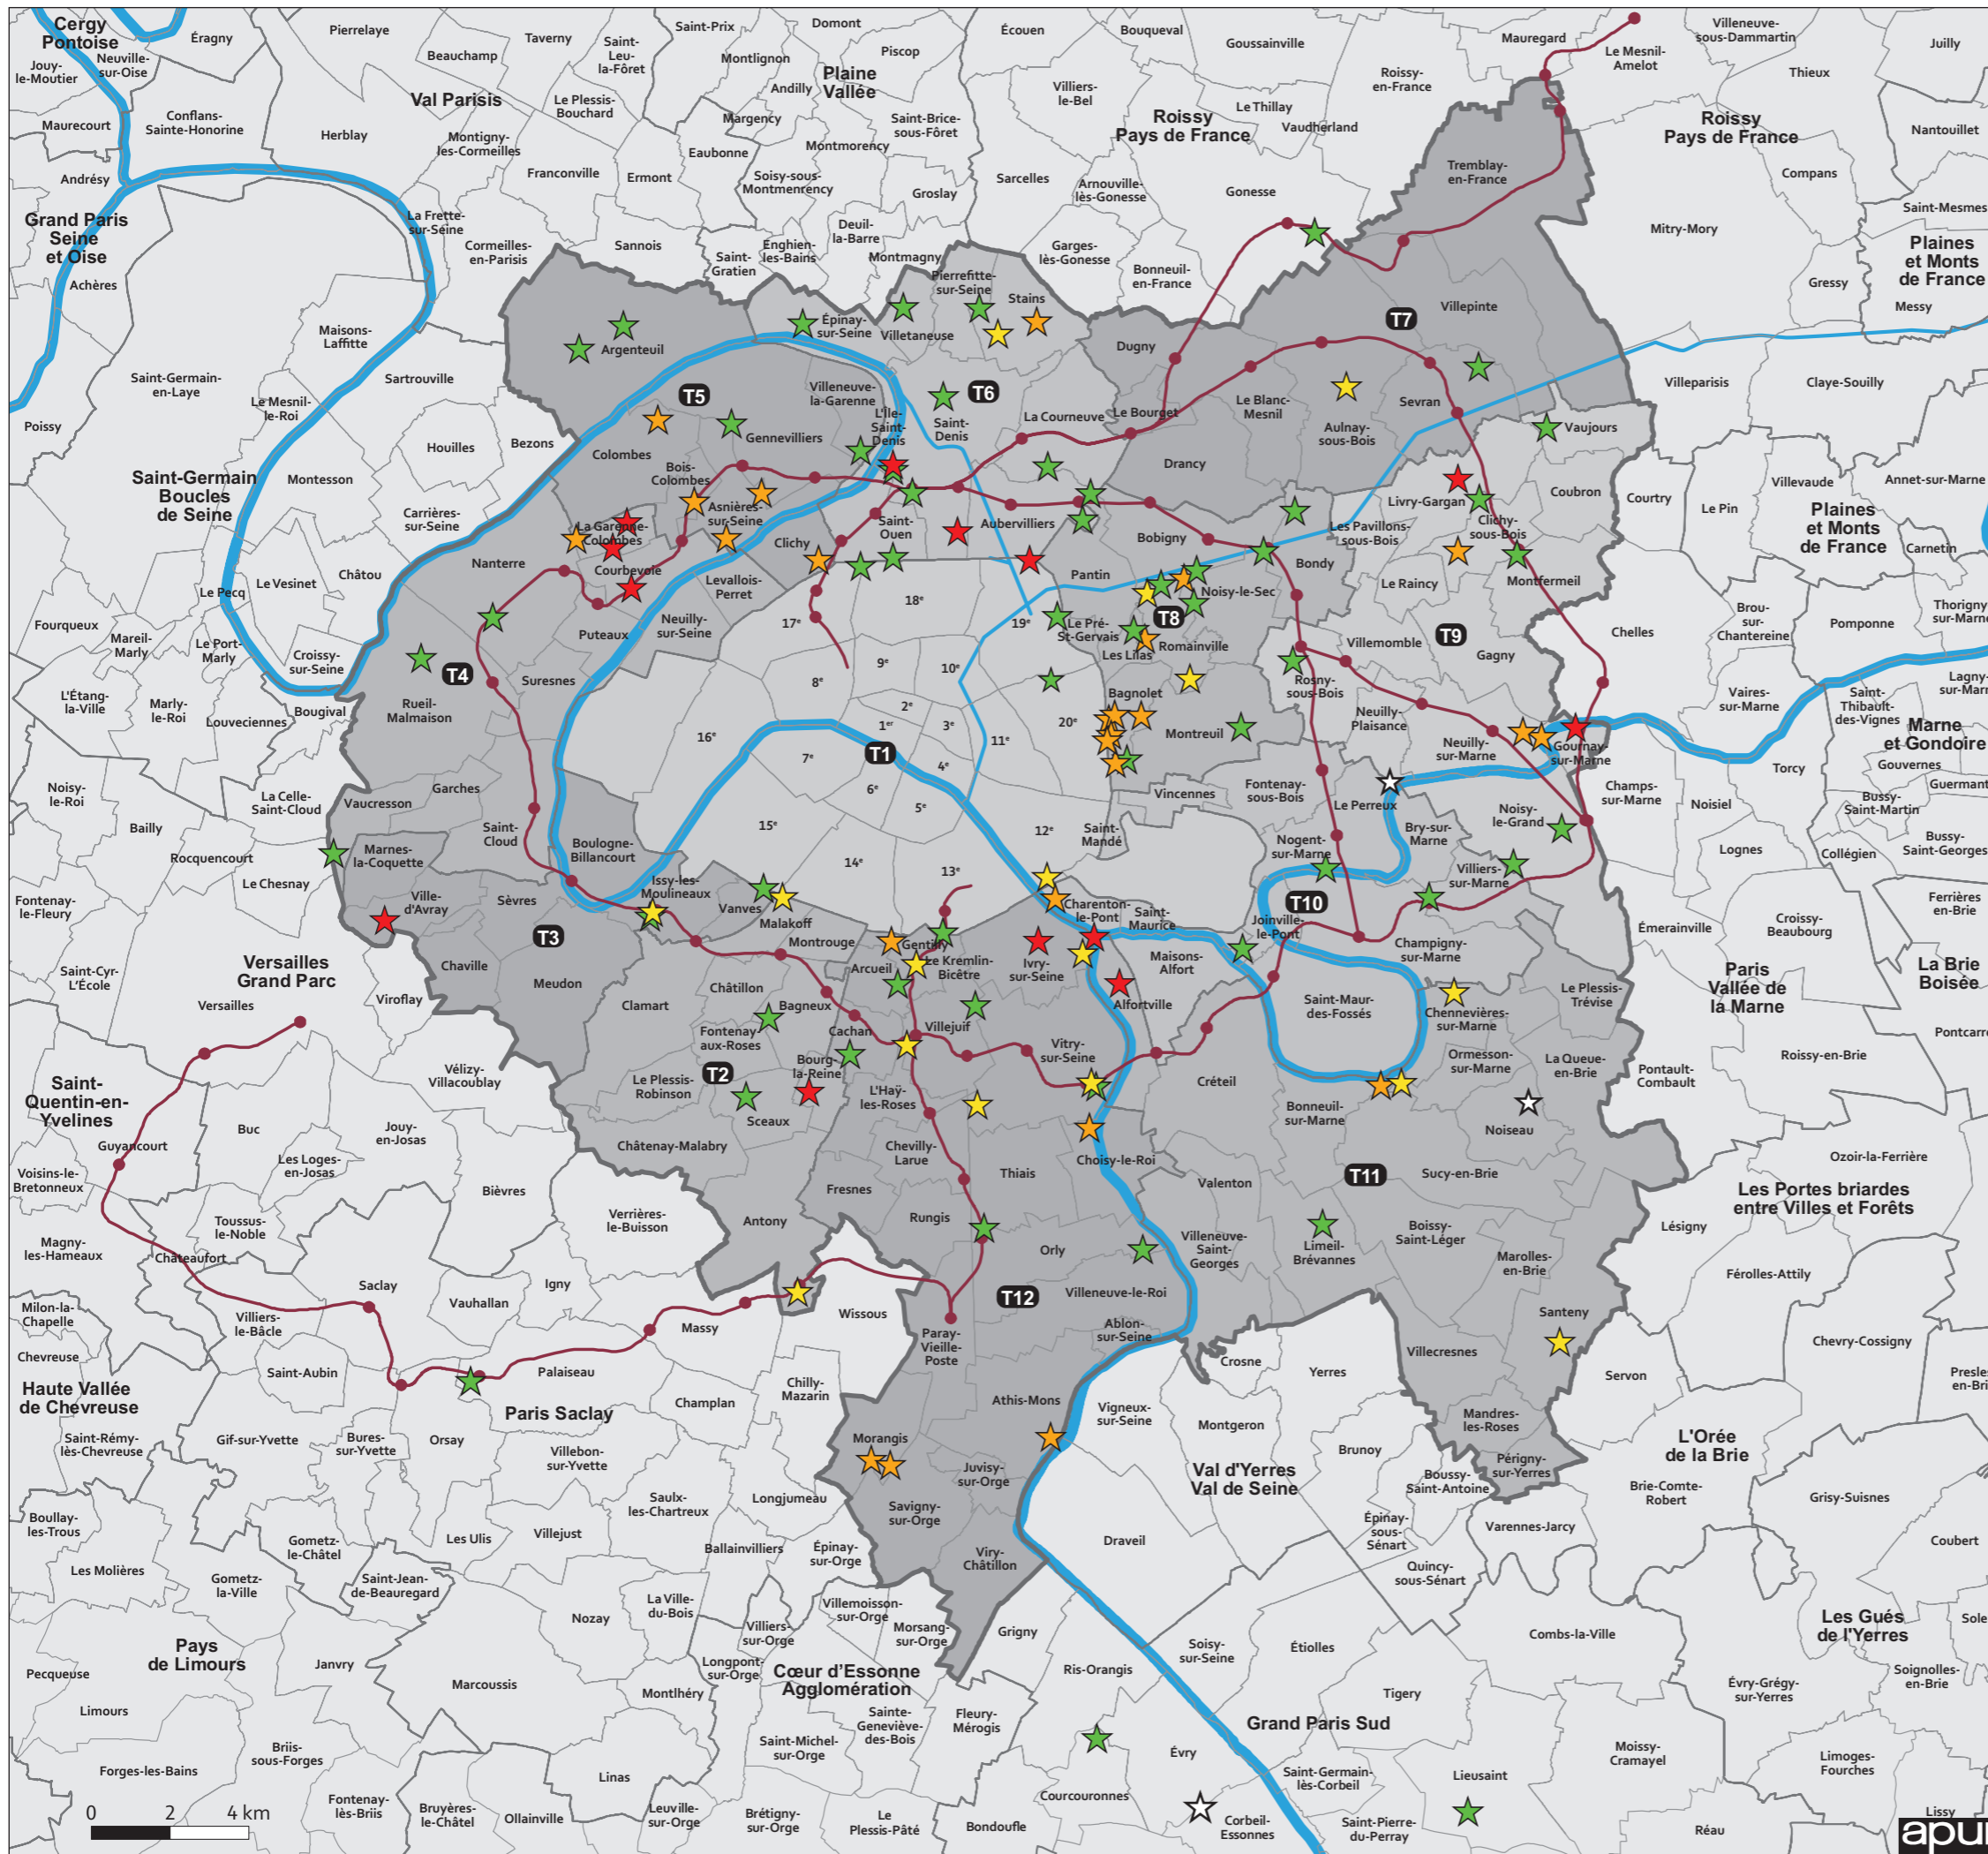 Cergy
Pontoise
Éragny
Pierrelaye
Beauchamp
Taverny
Saint-
Leu-
la-Fôret
Saint-Prix
Domont
Piscop
Écouen
Bouqueval
Goussainville
Mauregard
Le Mesnil-
Amelot
Villeneuve-
sous-Dammartin
Juilly
Jouy-
le-Moutier
Neuville-
sur-Oise
Montlignon
Plaine
Vallée
Andilly
Villiers-
le-Bel
Roissy-
en-France
Thieux
Val Parisis
Le Plessis-
Bouchard
Margency
Saint-Brice-
sous-Fôret
Roissy
Pays de France
Le Thillay
Vaudherland
Roissy
Pays de France
Nantouillet
Maurecourt
Conflans-
Sainte-Honorine
Herblay
Montigny-
les-Cormeilles
Eaubonne
Montmorency
Andrésy
Franconville
Ermont
Soisy-sous-
Montmenrency
Groslay
Sarcelles
Arnouville-
lès-Gonesse
Gonesse
Tremblay-
en-France
Compans
Saint-Mesmes
Grand Paris
Seine
et Oise
La Frette-
sur-Seine
Cormeilles-
en-Parisis
Sannois
Saint-
Gratien
Enghien-
les-Bains
Deuil-
la-Barre
Montmagny
Garges-
lès-Gonesse
Bonneuil-
en-France
Mitry-Mory
Plaines
et Monts
de France
Achères
Gressy
Messy
Pierrefitte-
sur-Seine
Stains
Villepinte
T7
Maisons-
Laffitte
Argenteuil
Épinay-
sur-Seine
Villetaneuse
Dugny
Saint-Germain-
en-Laye
Sartrouville
Le Mesnil-
le-Roi
T5
Villeneuve-
la-Garenne
T6
Le Blanc-
Mesnil
Sevran
Villeparisis
Claye-Souilly
Poissy
Houilles
Bezons
Colombes
Gennevilliers
L'Île-
Saint-
Denis
Saint-
Denis
La Courneuve
Le Bourget
Aulnay-
sous-Bois
Vaujours
Saint-Germain
Boucles
de Seine
Montesson
Carrières-
sur-Seine
Bois-
Colombes
Drancy
Livry-Gargan
Coubron
Courtry
Villevaude
Annet-sur-Marne
Le Pin
Plaines
et Monts
de France
Carnetin
La Garenne-
Colombes
Asnières-
sur-Seine
Clichy
Saint-
Ouen
Aubervilliers
Bobigny
Les Pavillons-
sous-Bois
Clichy-
sous-Bois
Le Vesinet
Châtou
Nanterre
Courbevoie
Levallois-
Perret
Pantin
Bondy
Le Raincy
Montfermeil
Le Pecq
Fourqueux
Mareil-
Marly
Le Port-
Marly
Croissy-
sur-Seine
Puteaux
Neuilly-
sur-Seine
17e
18e
19e
Le Pré-
St-Gervais
T8
Noisy-le-Sec
Romainville
Les Lilas
Villemomble
T9
Gagny
Chelles
Brou-
sur-
Chantereine
Pomponne
Thorigny-
sur-Marne
L'Étang-
la-Ville
Marly-
le-Roi
Louveciennes
Bougival
T4
Rueil-
Malmaison
Suresnes
8e
9e
10e
2e
1er
3e
11e
20e
Bagnolet
Montreuil
Rosny-
sous-Bois
Neuilly-
Plaisance
Vaires-
sur-Marne
Saint-
Thibault-
des-Vignes
Lagny-
sur-Marne
Marne
et Gondoire
16e
T1
7e
4e
6e
5e
Neuilly-
sur-Marne
Gournay-
sur-Marne
Torcy
Gouvernes
Guermantes
Noisy-
le-Roi
Bailly
La Celle-
Saint-Cloud
Vaucresson
Garches
Vincennes
Fontenay-
sous-Bois
Le Perreux
Champs-
sur-Marne
Noisiel
Bussy-
Saint-Martin
Rocquencourt
Marnes-
la-Coquette
Saint-
Cloud
Boulogne-
Billancourt
15e
14e
13e
12e
Saint-
Mandé
Nogent-
sur-Marne
Bry-sur-
Marne
Noisy-
le-Grand
Lognes
Collégien
Bussy-
Saint-Georges
Le Chesnay
Fontenay-
le-Fleury
Ville-
d'Avray
Sèvres
Issy-les-
Moulineaux
Vanves
Malakoff
Charenton-
le-Pont
Saint-
Maurice
T10
Joinville-
le-Pont
Villiers-
sur-Marne
Ferrières
en-Brie
Croissy-
Beaubourg
Émerainville
T3
Montrouge
Gentilly
Le Kremlin-
Bicêtre
Ivry-
sur-Seine
Maisons-
Alfort
Champigny-
sur-Marne
Saint-Cyr-
L'École
Versailles
Grand Parc
Versailles
Viroflay
Chaville
Meudon
Clamart
Châtillon
Arcueil
Bagneux
Alfortville
Saint-Maur-
des-Fossés
Chennevières-
sur-Marne
Le Plessis-
Trévise
Paris
Vallée de
la Marne
La Brie
Boisée
Pontcarré
Fontenay-
aux-Roses
Cachan
Villejuif
Vitry-
sur-Seine
Ormesson-
sur-Marne
La Queue-
en-Brie
Pontault-
Combault
Roissy-en-Brie
Saint-
Quentin-en-
Yvelines
Vélizy-
Villacoublay
Le Plessis-
Robinson
T2
Bourg-
la-Reine
Sceaux
L'Haÿ-
les-Roses
Créteil
Bonneuil-
sur-Marne
Noiseau
Guyancourt
Buc
Jouy-
en-Josas
Les Loges-
en-Josas
Châtenay-Malabry
Chevilly-
Larue
Thiais
Choisy-le-Roi
T11
Sucy-en-Brie
Ozoir-la-Ferrière
Voisins-le-
Bretonneux
Bièvres
Fresnes
Valenton
Les Portes briardes
entre Villes et Forêts
Magny-
les-Hameaux
Toussus-
le-Noble
Verrières-
le-Buisson
Antony
Rungis
Orly
Villeneuve-
Saint-
Georges
Limeil-
Brévannes
Boissy-
Saint-Léger
Marolles-
en-Brie
Lésigny
Férolles-Attily
Châteaufort
Saclay
Igny
Vauhallan
T12
Villeneuve-le-Roi
Milon-la-
Chapelle
Villiers-
le-Bâcle
Massy
Wissous
Paray-
Vieille-
Poste
Ablon-
sur-Seine
Santeny
Chevry-Cossigny
Chevreuse
Saint-Aubin
Palaiseau
Crosne
Yerres
Villecresnes
Servon
Presles-
en-Brie
Haute Vallée
de Chevreuse
Paris Saclay
Champlan
Chilly-
Mazarin
Athis-Mons
Vigneux-
sur-Seine
Montgeron
Mandres-
les-Roses
L'Orée
de la Brie
Saint-Rémy-
lès-Chevreuse
Gif-sur-Yvette
Bures-
sur-Yvette
Orsay
Villebon-
sur-Yvette
Morangis
Juvisy-
sur-Orge
Val d'Yerres
Val de Seine
Brunoy
Boussy-
Saint-Antoine
Périgny-
sur-Yerres
Brie-Comte-
Robert
Grisy-Suisnes
Boullay-
les-Trous
Saulx-
les-Chartreux
Longjumeau
Savigny-
sur-Orge
Épinay-
sous-
Sénart
Varennes-Jarcy
Les Molières
Gometz-
le-Châtel
Les Ulis
Villejust
Ballainvilliers
Épinay-
sur-Orge
Viry-
Châtillon
Draveil
Quincy-
sous-Sénart
Coubert
Gometz-
la-Ville
Saint-Jean-
de-Beauregard
Nozay
La Ville-
du-Bois
Villiers-
sur-Orge
Villemoisson-
sur-Orge
Morsang-
sur-Orge
Grigny
Soisy-
sur-Seine
Étiolles
Combs-la-Ville
Les Gués
de l'Yerres
Pays
de Limours
Pecqueuse
Janvry
Marcoussis
Longpont-
sur-Orge
Montlhéry
Cœur d'Essonne
Agglomération
Ris-Orangis
Tigery
Évry-Grégy-
sur-Yerres
Soignolles-
en-Brie
Limours
Saint-Michel-
sur-Orge
Sainte-
Geneviève-
des-Bois
Fleury-
Mérogis
Grand Paris Sud
Évry
Forges-les-Bains
Briis-
sous-Forges
Linas
Courcouronnes
Saint-Germain-
lès-Corbeil
Lieusaint
Moissy-
Cramayel
Limoges-
Fourches
0 2 4 km
Fontenay-
lès-Briis
Bruyères-
le-Châtel
Ollainville
Leuville-
sur-Orge
Brétigny-
sur-Orge
Le
Plessis-Pâté
Bondoufle
Corbeil-
Essonnes
Saint-Pierre-
du-Perray
Réau
Lissy
apur